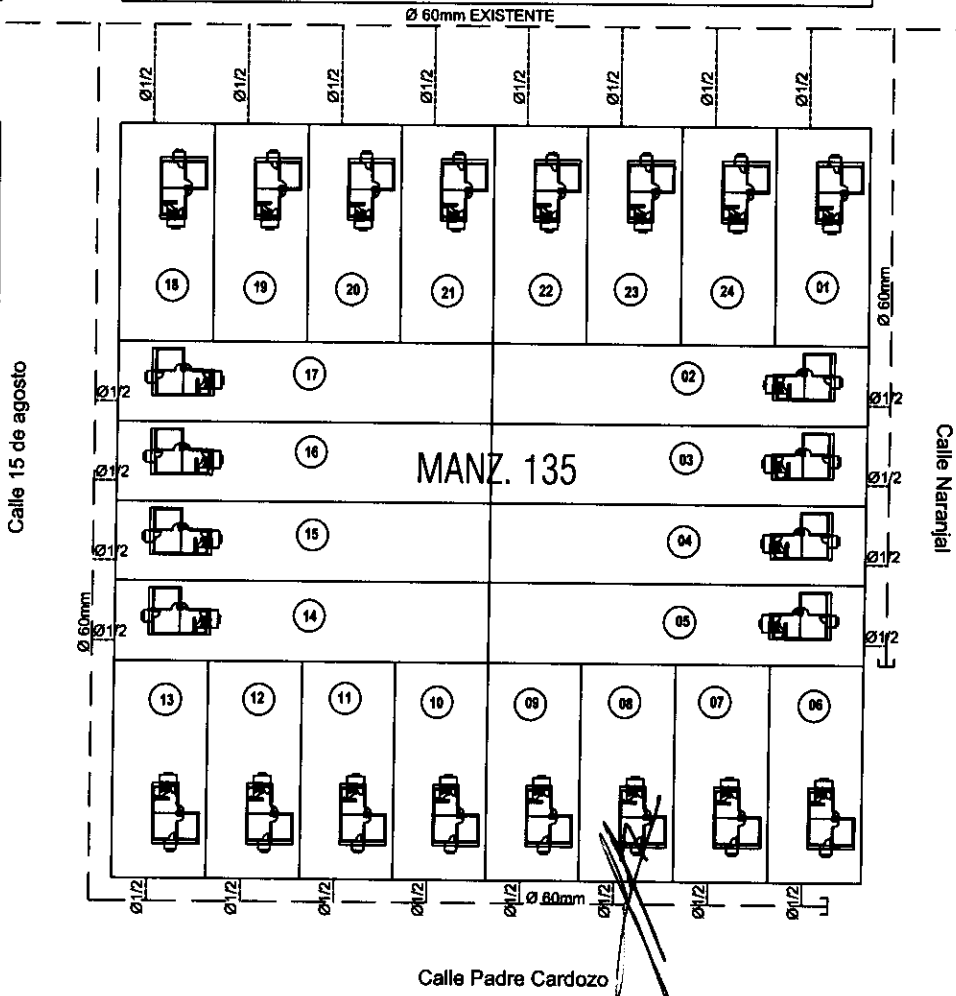 Ø 60mm EXISTENTE
Ø1/2 Ø1/2 Ø1/2 Ø1/2 Ø1/2 Ø1/2 Ø1/2 Ø1/2
18 19 20 21 22 23 24 01
Ø 60mm
17 02
Ø1/2 Ø1/2
Calle 15 de agosto
16 MANZ. 135 03
Calle Naranjal
Ø1/2 Ø1/2
15 04
Ø1/2 Ø1/2
14 05
Ø 60mm
Ø1/2 Ø1/2
13 12 11 10 09 08 07 06
Ø1/2 Ø1/2 Ø1/2 Ø1/2 Ø1/2 Ø 60mm Ø1/2 Ø1/2 Ø1/2
Calle Padre Cardozo